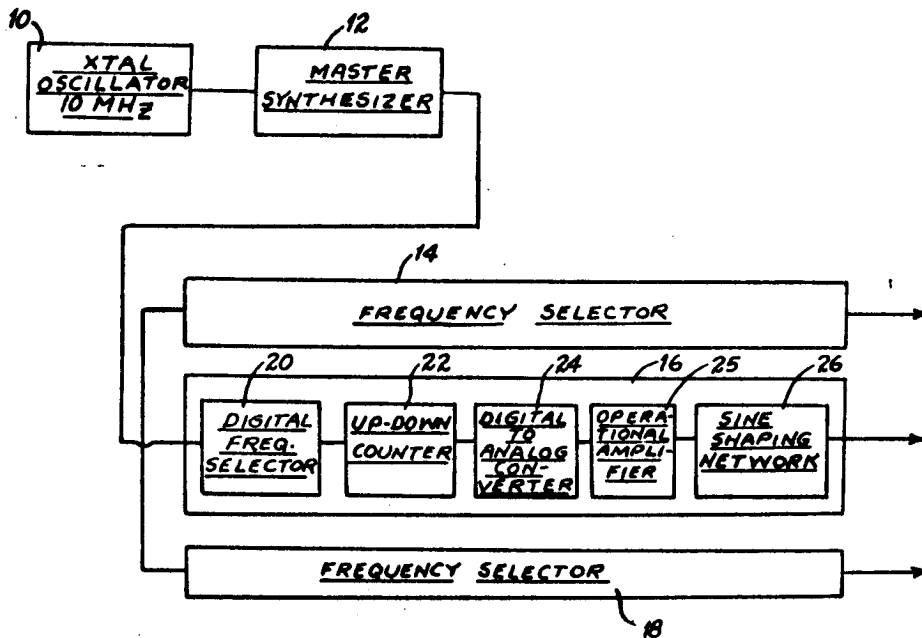 10
XTAL
OSCILLATOR
10 MHZ
12
MASTER
SYNTHESIZER
14
FREQUENCY SELECTOR
16
20
DIGITAL
FREQ.
SELECTOR
22
UP-DOWN
COUNTER
24
DIGITAL
TO
ANALOG
CON-
VERTER
25
OPERA-
TIONAL
AMPLI-
FIER
26
SINE
SHAPING
NETWORK
FREQUENCY SELECTOR
18